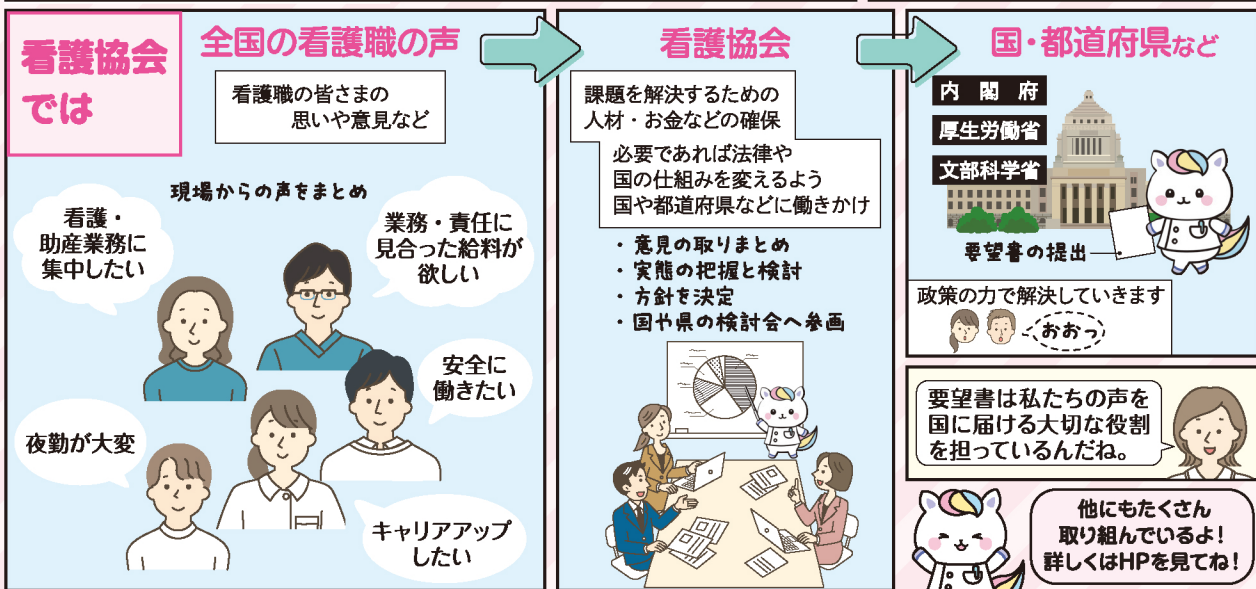 看護協会
では
全国の看護職の声
看護職の皆さまの
思いや意見など
現場からの声をまとめ
看護・
助産業務に
集中したい
業務・責任に
見合った給料が
欲しい
安全に
働きたい
夜勤が大変
キャリアアップ
したい
看護協会
課題を解決するための
人材・お金などの確保
必要であれば法律や
国の仕組みを変えるよう
国や都道府県などに働きかけ
・意見の取りまとめ
・実態の把握と検討
・方針を決定
・国や県の検討会へ参画
国・都道府県など
内閣府
厚生労働省
文部科学省
要望書の提出
政策の力で解決していきます
おおっ
要望書は私たちの声を
国に届ける大切な役割
を担っているんだね。
他にもたくさん
取り組んでいるよ!
詳しくはHPを見てね!